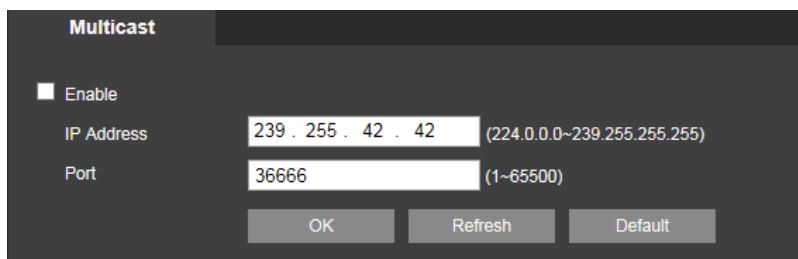 Multicast
Enable
IP Address 239 . 255 . 42 . 42 (224.0.0.0~239.255.255.255)
Port 36666 (1~65500)
OK Refresh Default